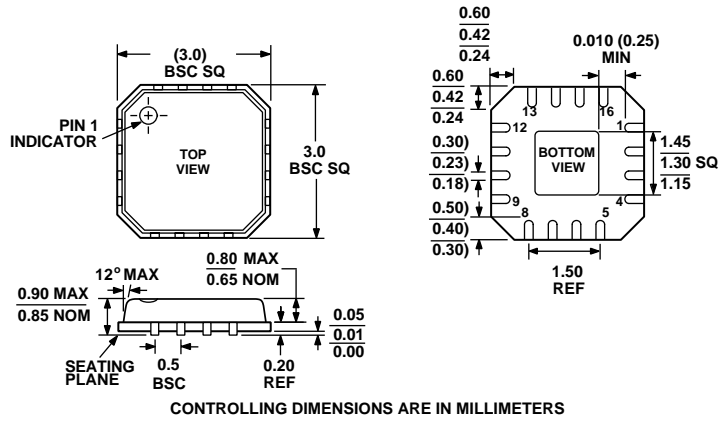 (3.0)
BSC SQ
PIN 1
INDICATOR
TOP
VIEW
3.0
BSC SQ
0.60
0.42
0.24
0.010 (0.25)
MIN
0.60
0.42
0.24
13
16
12
1
0.30)
0.23)
0.18)
BOTTOM
VIEW
1.45
1.30 SQ
1.15
9
4
0.50)
0.40)
0.30)
8
5
1.50
REF
12° MAX
0.80 MAX
0.65 NOM
0.90 MAX
0.85 NOM
0.05
0.01
0.00
SEATING
PLANE
0.5
BSC
0.20
REF
CONTROLLING DIMENSIONS ARE IN MILLIMETERS